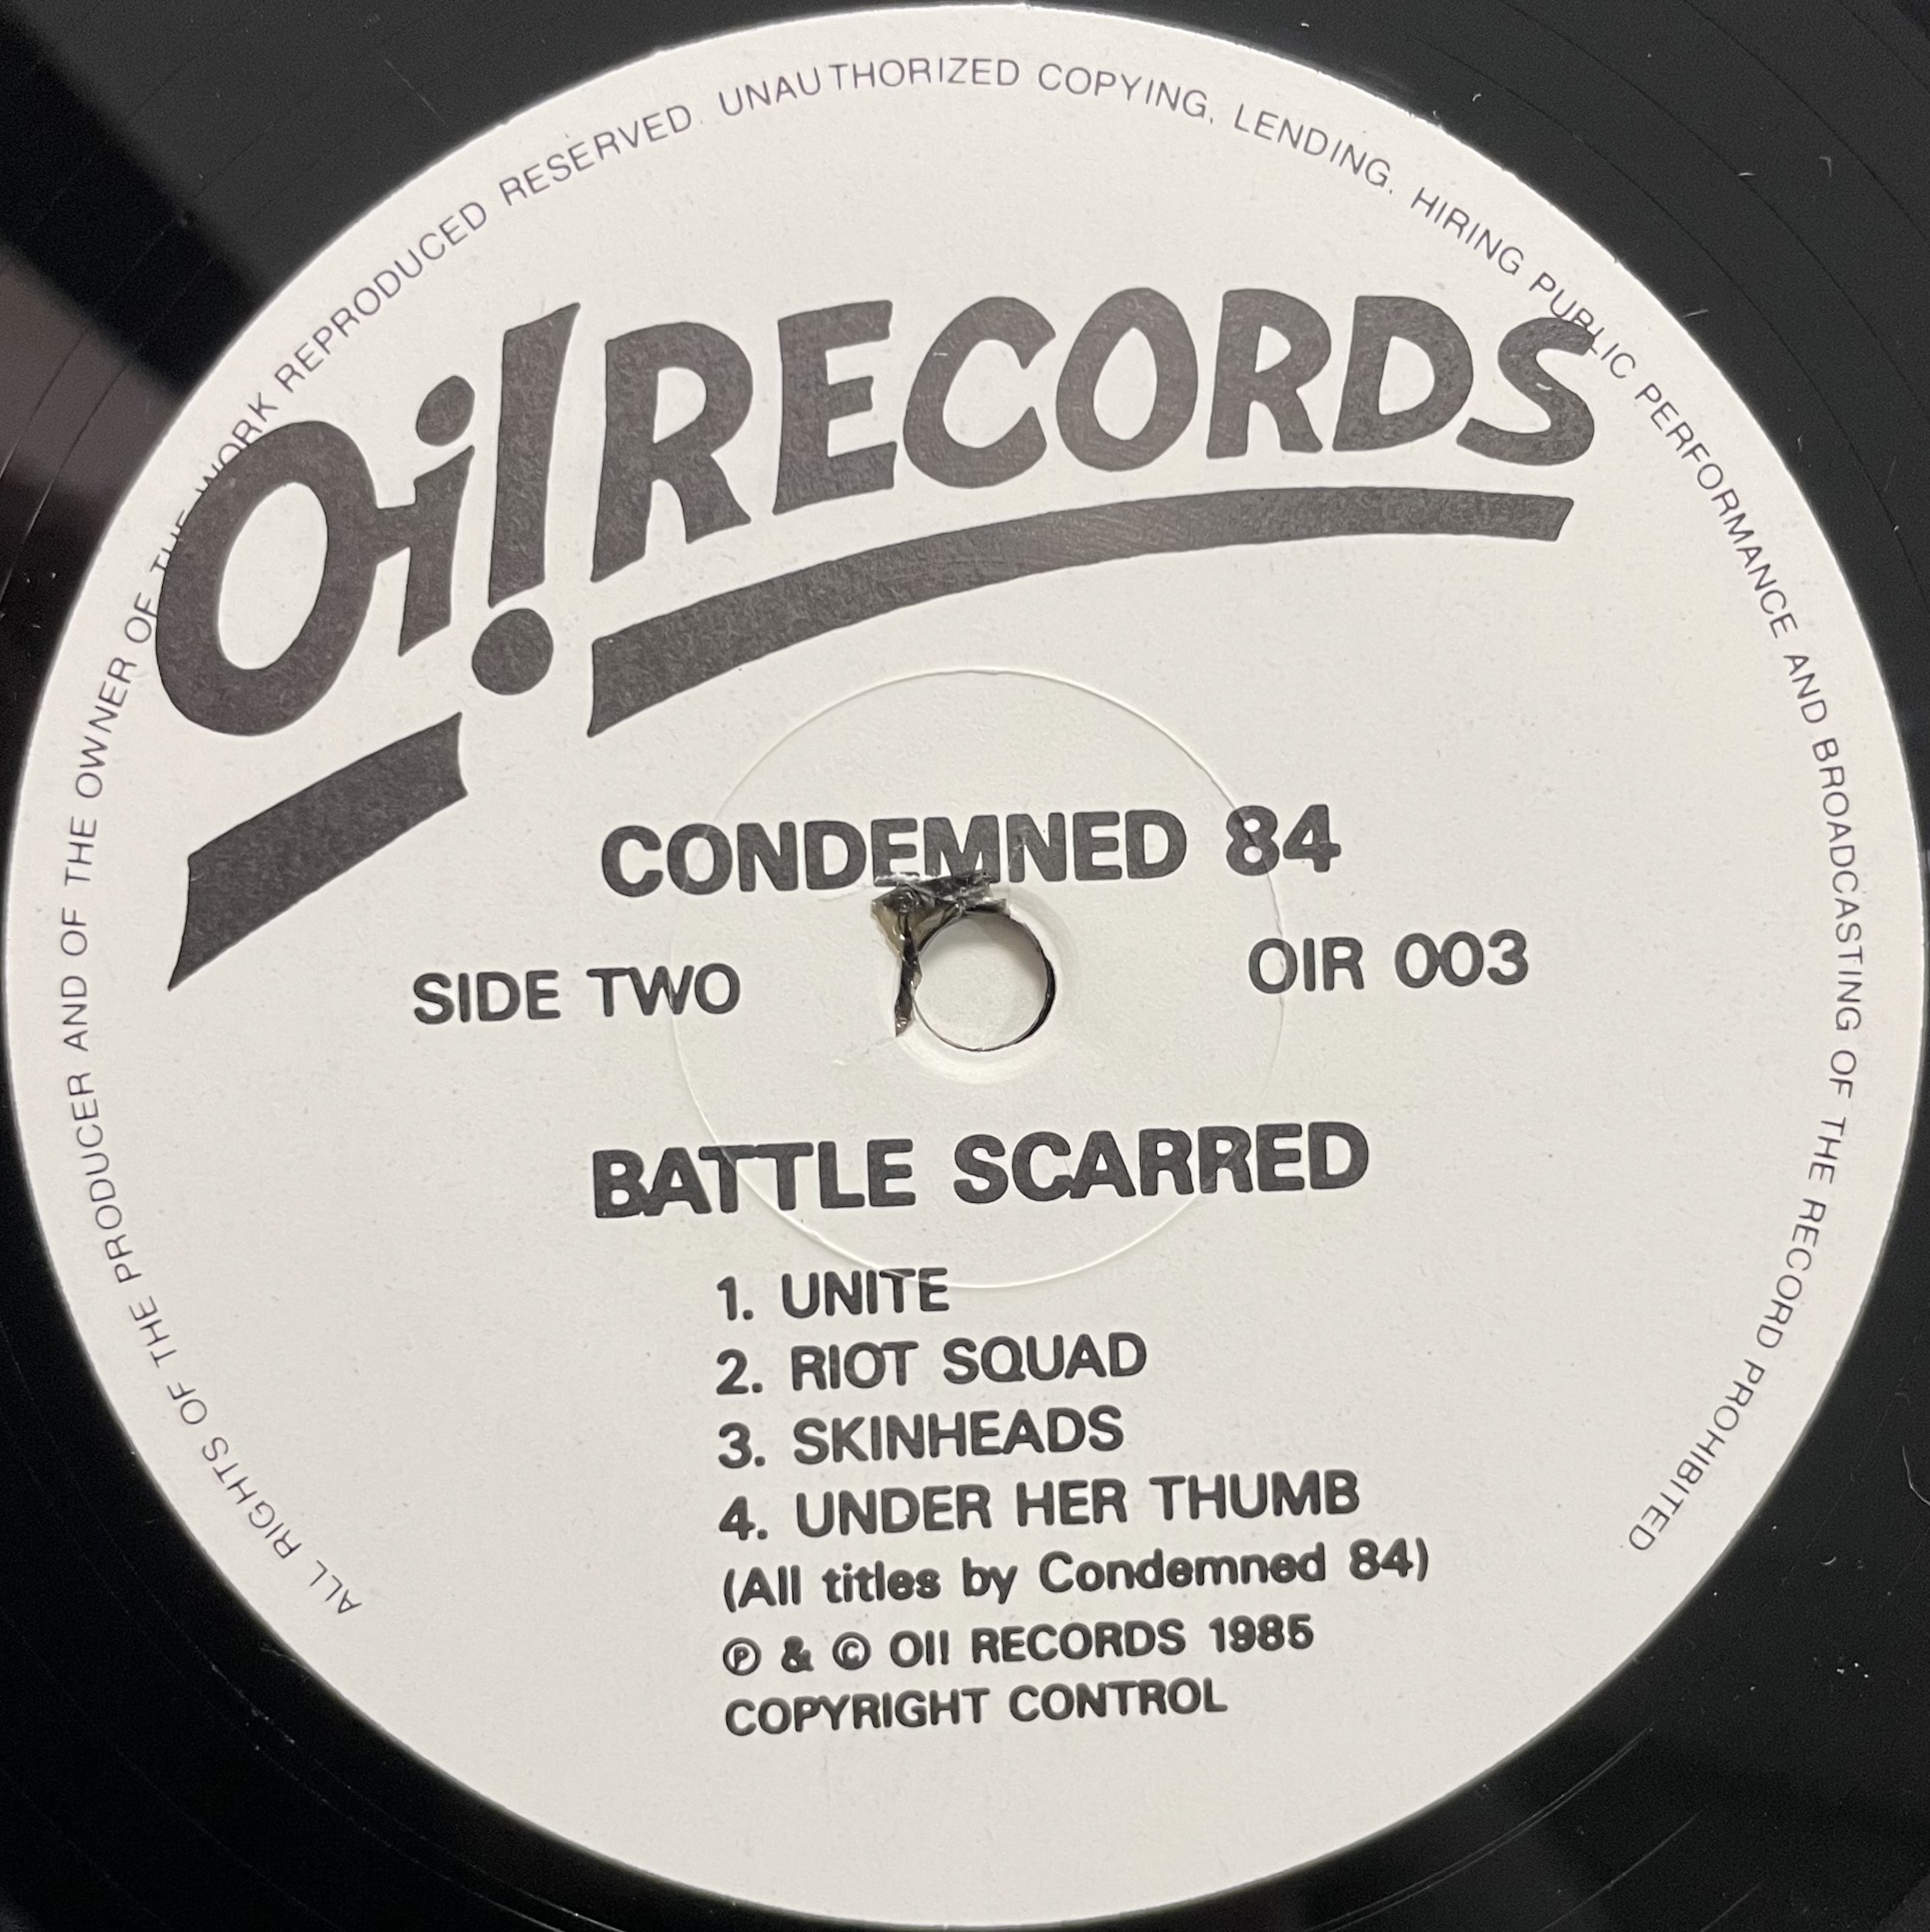 ALL RIGHTS OF THE PRODUCER AND OF THE OWNER OF THE WORK REPRODUCED RESERVED. UNAUTHORIZED COPYING, LENDING, HIRING PUBLIC PERFORMANCE AND BROADCASTING OF THE RECORD PROHIBITED
Oi! RECORDS
CONDEMNED 84
SIDE TWO
OIR 003
BATTLE SCARRED
1. UNITE
2. RIOT SQUAD
3. SKINHEADS
4. UNDER HER THUMB
(All titles by Condemned 84)
℗ & © OI! RECORDS 1985
COPYRIGHT CONTROL